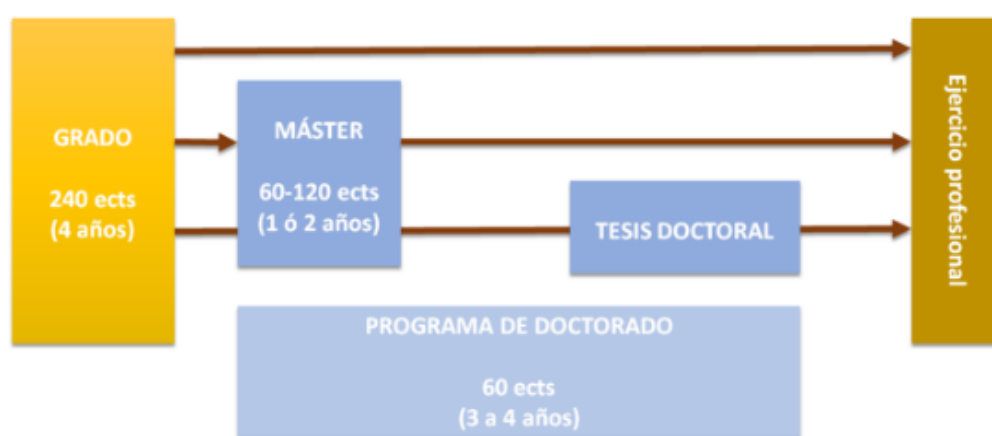 GRADO
240 ects
(4 años)
MÁSTER
60-120 ects
(1 ó 2 años)
TESIS DOCTORAL
PROGRAMA DE DOCTORADO
60 ects
(3 a 4 años)
Ejercicio profesional